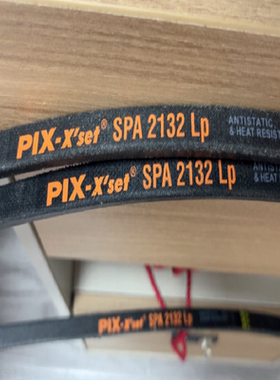 PIX-X'set® SPA 2132 Lp ANTISTATIC
& HEAT RESIST
PIX-X'set® SPA 2132 Lp ANTIST
& HEAT
PIX-X'set® SPA 2132 Lp